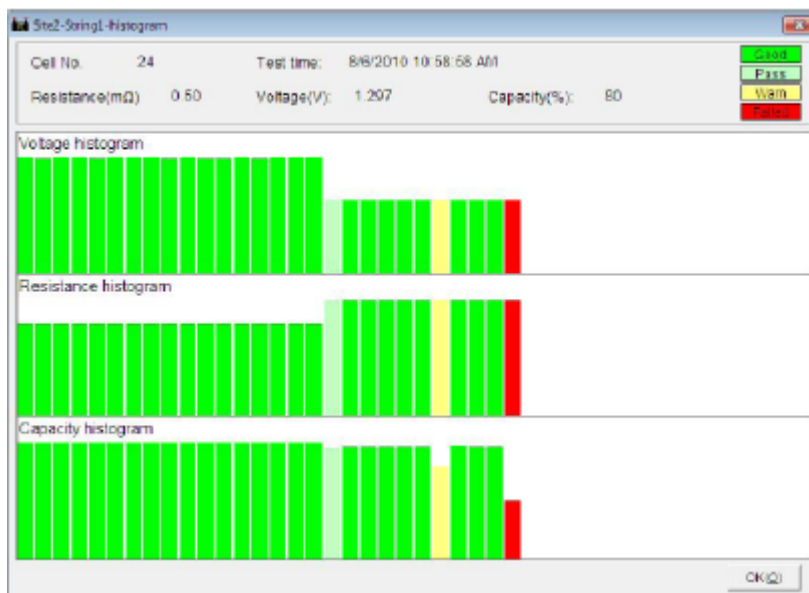 Site2-String1-histogram
Cell No. 24 Test time: 8/6/2010 10:58:58 AM
Resistance(mΩ) 0.50 Voltage(V): 1.297 Capacity(%): 80
Good
Pass
Warn
Failed
Voltage histogram
Resistance histogram
Capacity histogram
OK(O)